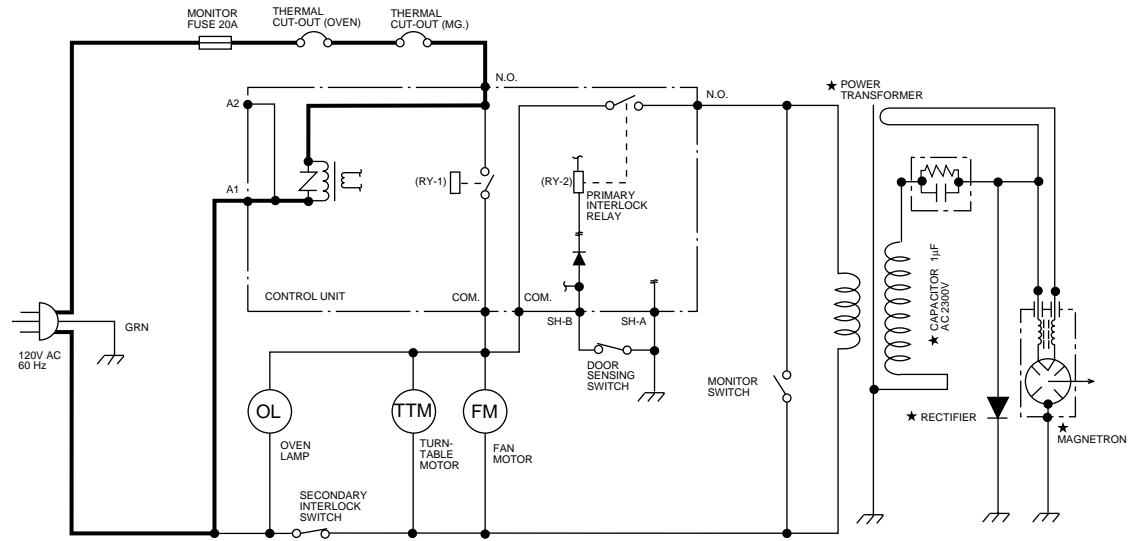 MONITOR
FUSE 20A
THERMAL
CUT-OUT (OVEN)
THERMAL
CUT-OUT (MG.)
N.O.
A2
N.O.
★ POWER
TRANSFORMER
A1
(RY-1)
(RY-2)
PRIMARY
INTERLOCK
RELAY
CONTROL UNIT
COM.
COM.
SH-B
SH-A
GRN
120V AC
60 Hz
DOOR
SENSING
SWITCH
MONITOR
SWITCH
★ CAPACITOR 1µF
AC 2300V
OL
TTM
FM
OVEN
LAMP
TURN-
TABLE
MOTOR
FAN
MOTOR
★ RECTIFIER
★
MAGNETRON
SECONDARY
INTERLOCK
SWITCH